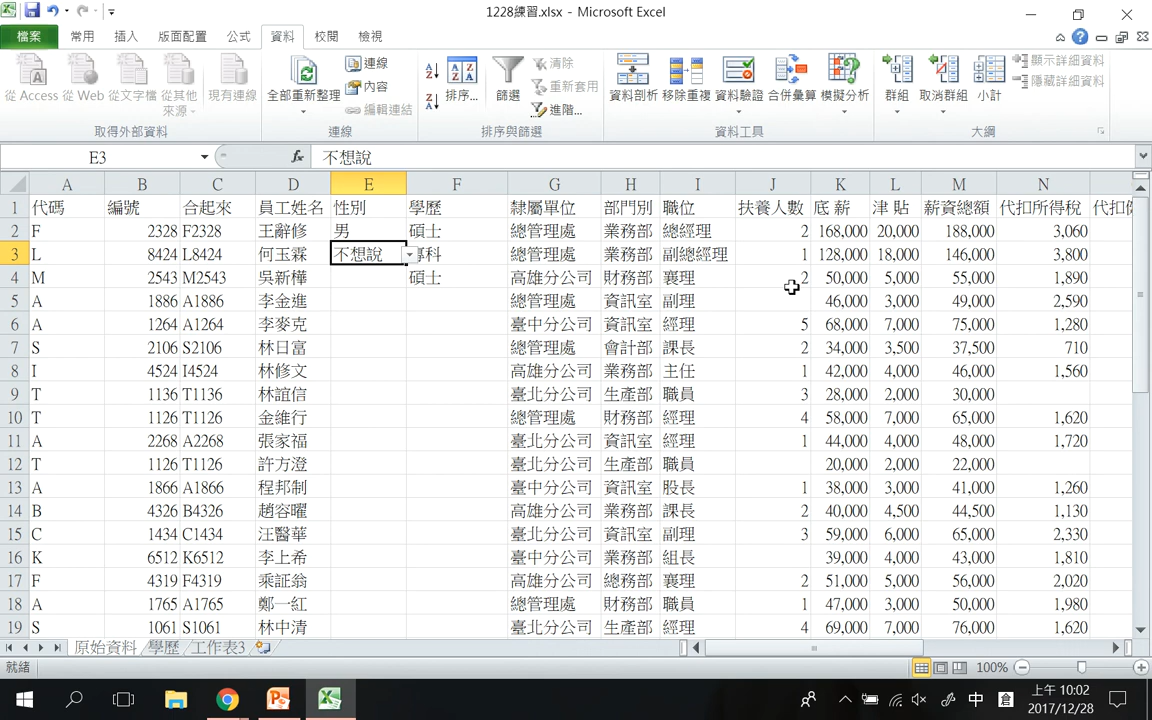 1228練習.xlsx - Microsoft Excel
檔案 常用 插入 版面配置 公式 資料 校閱 檢視
從 Access 從 Web 從文字檔 從其他來源 現有連線 全部重新整理 連線 內容 編輯連結 排序... 篩選 清除 重新套用 進階... 資料剖析 移除重複 資料驗證 合併彙算 模擬分析 群組 取消群組 小計 顯示詳細資料 隱藏詳細資料
取得外部資料 連線 排序與篩選 資料工具 大綱
E3 fx 不想說
A B C D E F G H I J K L M N
1 代碼 編號 合起來 員工姓名 性別 學歷 隸屬單位 部門別 職位 扶養人數 底 薪 津 貼 薪資總額 代扣所得稅
2 F 2328 F2328 王辭修 男 碩士 總管理處 業務部 總經理 2 168,000 20,000 188,000 3,060
3 L 8424 L8424 何玉霖 不想說 專科 總管理處 業務部 副總經理 1 128,000 18,000 146,000 3,800
4 M 2543 M2543 吳新樺 碩士 高雄分公司 財務部 襄理 2 50,000 5,000 55,000 1,890
5 A 1886 A1886 李金進 總管理處 資訊室 副理 46,000 3,000 49,000 2,590
6 A 1264 A1264 李麥克 臺中分公司 資訊室 經理 5 68,000 7,000 75,000 1,280
7 S 2106 S2106 林日富 總管理處 會計部 課長 2 34,000 3,500 37,500 710
8 I 4524 I4524 林修文 高雄分公司 業務部 主任 1 42,000 4,000 46,000 1,560
9 T 1136 T1136 林誼信 臺北分公司 生產部 職員 3 28,000 2,000 30,000
10 T 1126 T1126 金維行 總管理處 財務部 經理 4 58,000 7,000 65,000 1,620
11 A 2268 A2268 張家福 臺北分公司 資訊室 經理 1 44,000 4,000 48,000 1,720
12 T 1126 T1126 許方澄 臺北分公司 生產部 職員 20,000 2,000 22,000
13 A 1866 A1866 程邦制 臺中分公司 資訊室 股長 1 38,000 3,000 41,000 1,260
14 B 4326 B4326 趙容曜 高雄分公司 業務部 課長 2 40,000 4,500 44,500 1,130
15 C 1434 C1434 汪醫華 臺北分公司 資訊室 副理 3 59,000 6,000 65,000 2,330
16 K 6512 K6512 李上希 臺中分公司 業務部 組長 39,000 4,000 43,000 1,810
17 F 4319 F4319 乘証翁 高雄分公司 總務部 襄理 2 51,000 5,000 56,000 2,020
18 A 1765 A1765 鄭一紅 總管理處 財務部 職員 1 47,000 3,000 50,000 1,980
19 S 1061 S1061 林中清 臺北分公司 生產部 經理 4 69,000 7,000 76,000 1,620
原始資料 學歷 工作表3
就緒 100%
中 倉 上午 10:02
2017/12/28